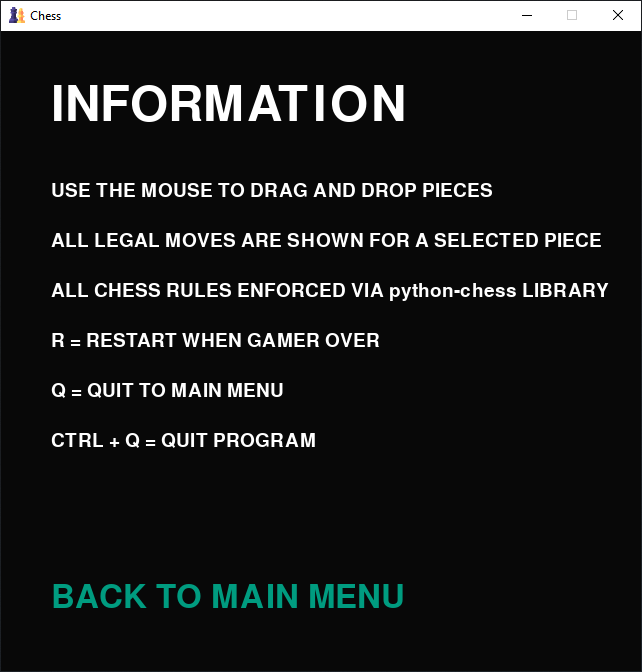 Chess
INFORMATION
USE THE MOUSE TO DRAG AND DROP PIECES
ALL LEGAL MOVES ARE SHOWN FOR A SELECTED PIECE
ALL CHESS RULES ENFORCED VIA python-chess LIBRARY
R = RESTART WHEN GAMER OVER
Q = QUIT TO MAIN MENU
CTRL + Q = QUIT PROGRAM
BACK TO MAIN MENU